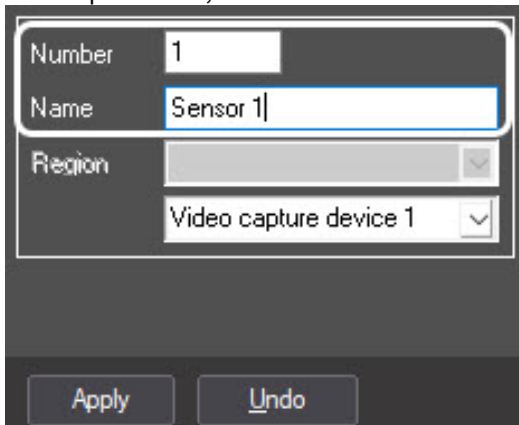 Number 1
Name Sensor 1
Region
Video capture device 1
Apply Undo